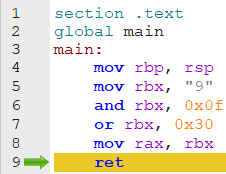 1 section .text
2 global main
3 main:
4 mov rbp, rsp
5 mov rbx, "9"
6 and rbx, 0x0f
7 or rbx, 0x30
8 mov rax, rbx
9 ret